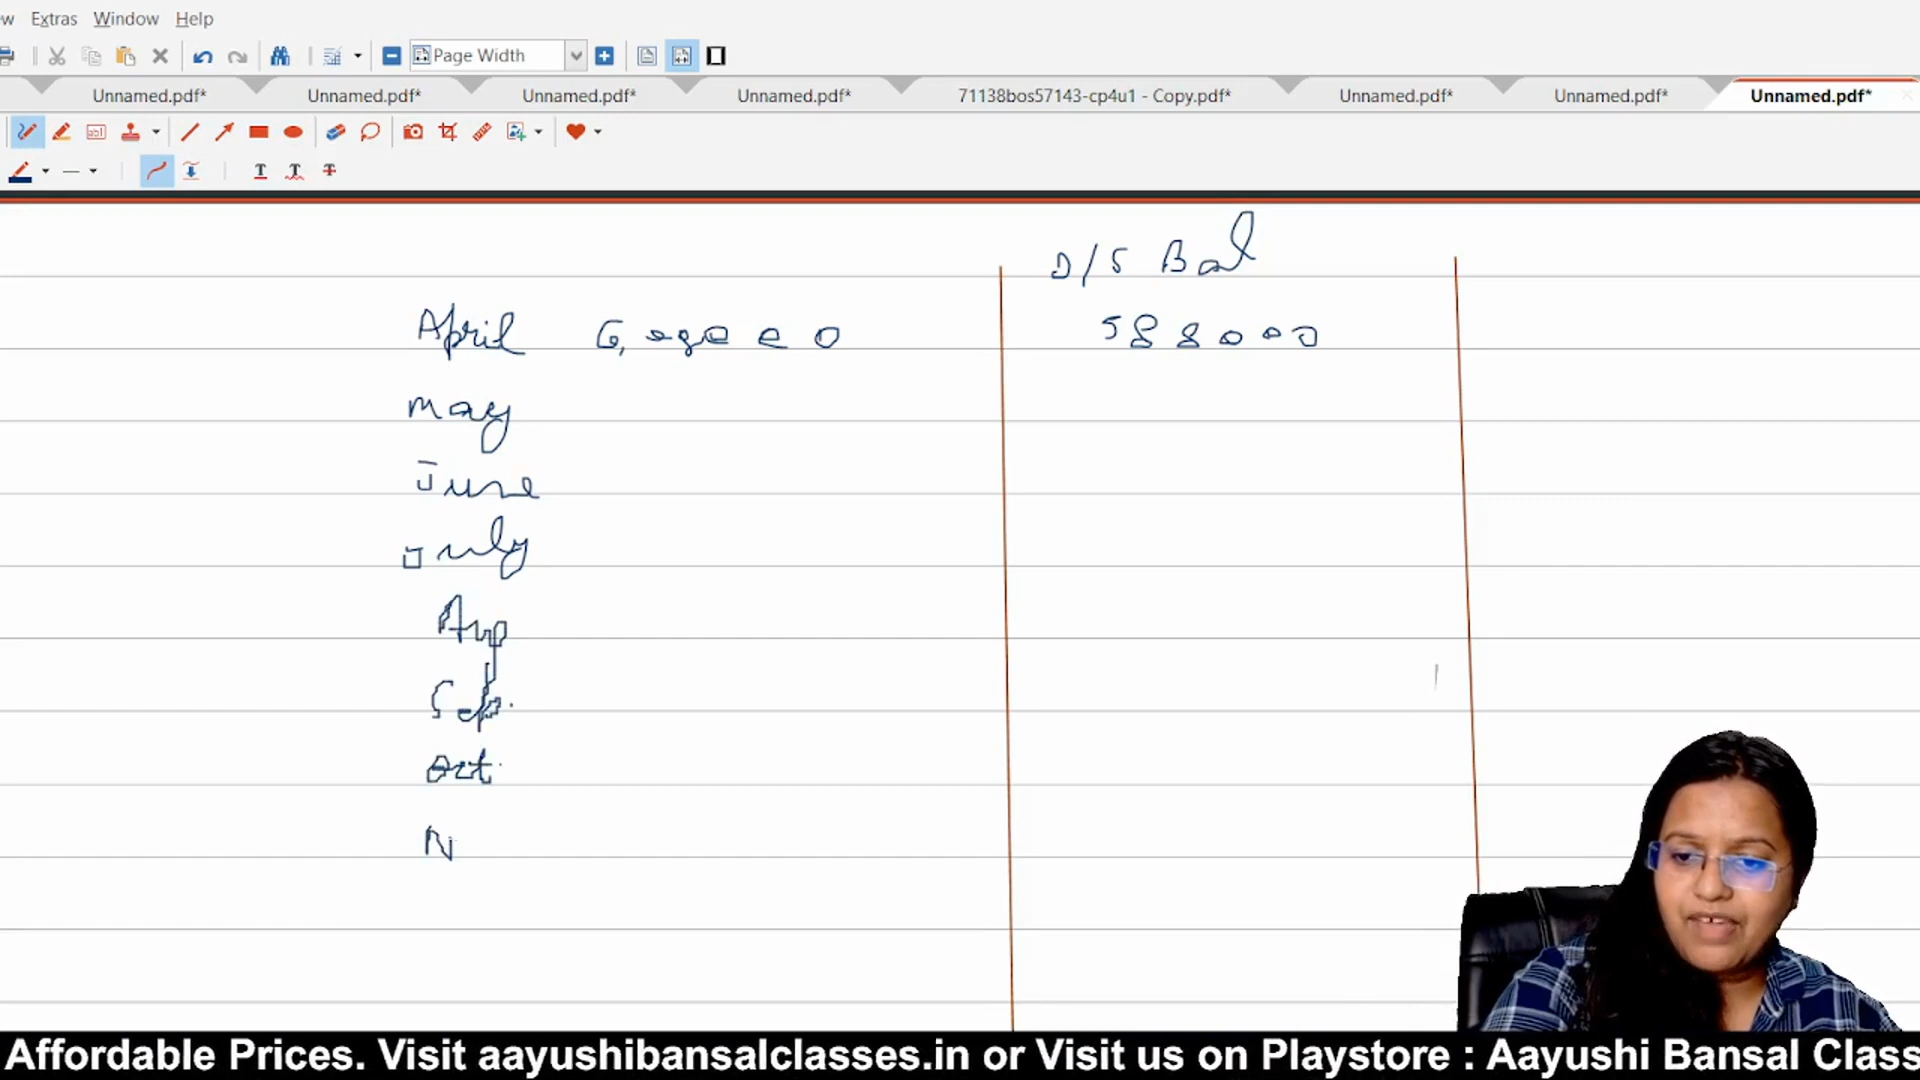 Extras Window Help
Page Width
Unnamed.pdf* Unnamed.pdf* Unnamed.pdf* Unnamed.pdf* 71138bos57143-cp4u1 - Copy.pdf* Unnamed.pdf* Unnamed.pdf* Unnamed.pdf*
D/S Bal
April 588000
May
June
July
Aug
Sep.
Oct.
N
Affordable Prices. Visit aayushibansalclasses.in or Visit us on Playstore : Aayushi Bansal Class